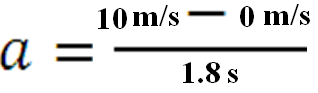 a = (10 m/s − 0 m/s) / 1.8 s